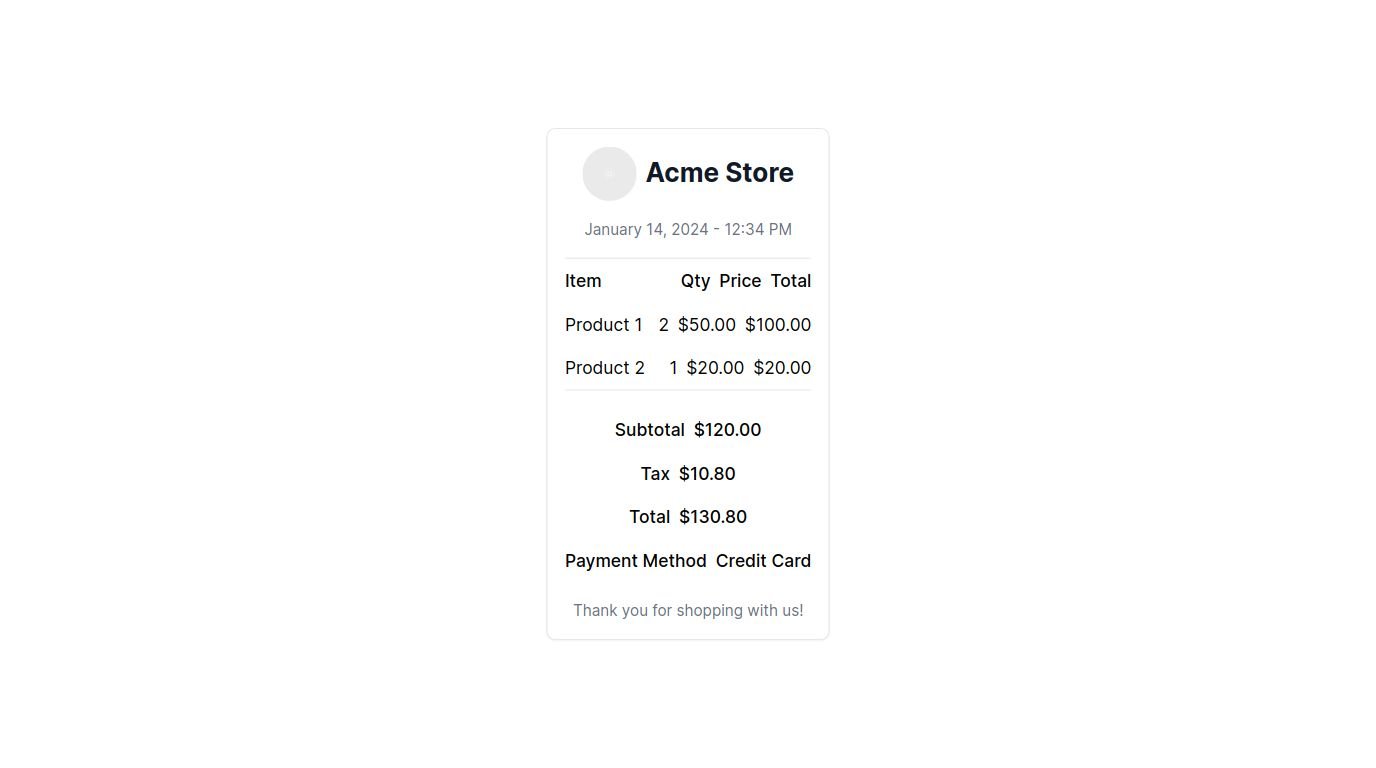 Acme Store
January 14, 2024 - 12:34 PM
Item Qty Price Total
Product 1 2 $50.00 $100.00
Product 2 1 $20.00 $20.00
Subtotal $120.00
Tax $10.80
Total $130.80
Payment Method Credit Card
Thank you for shopping with us!